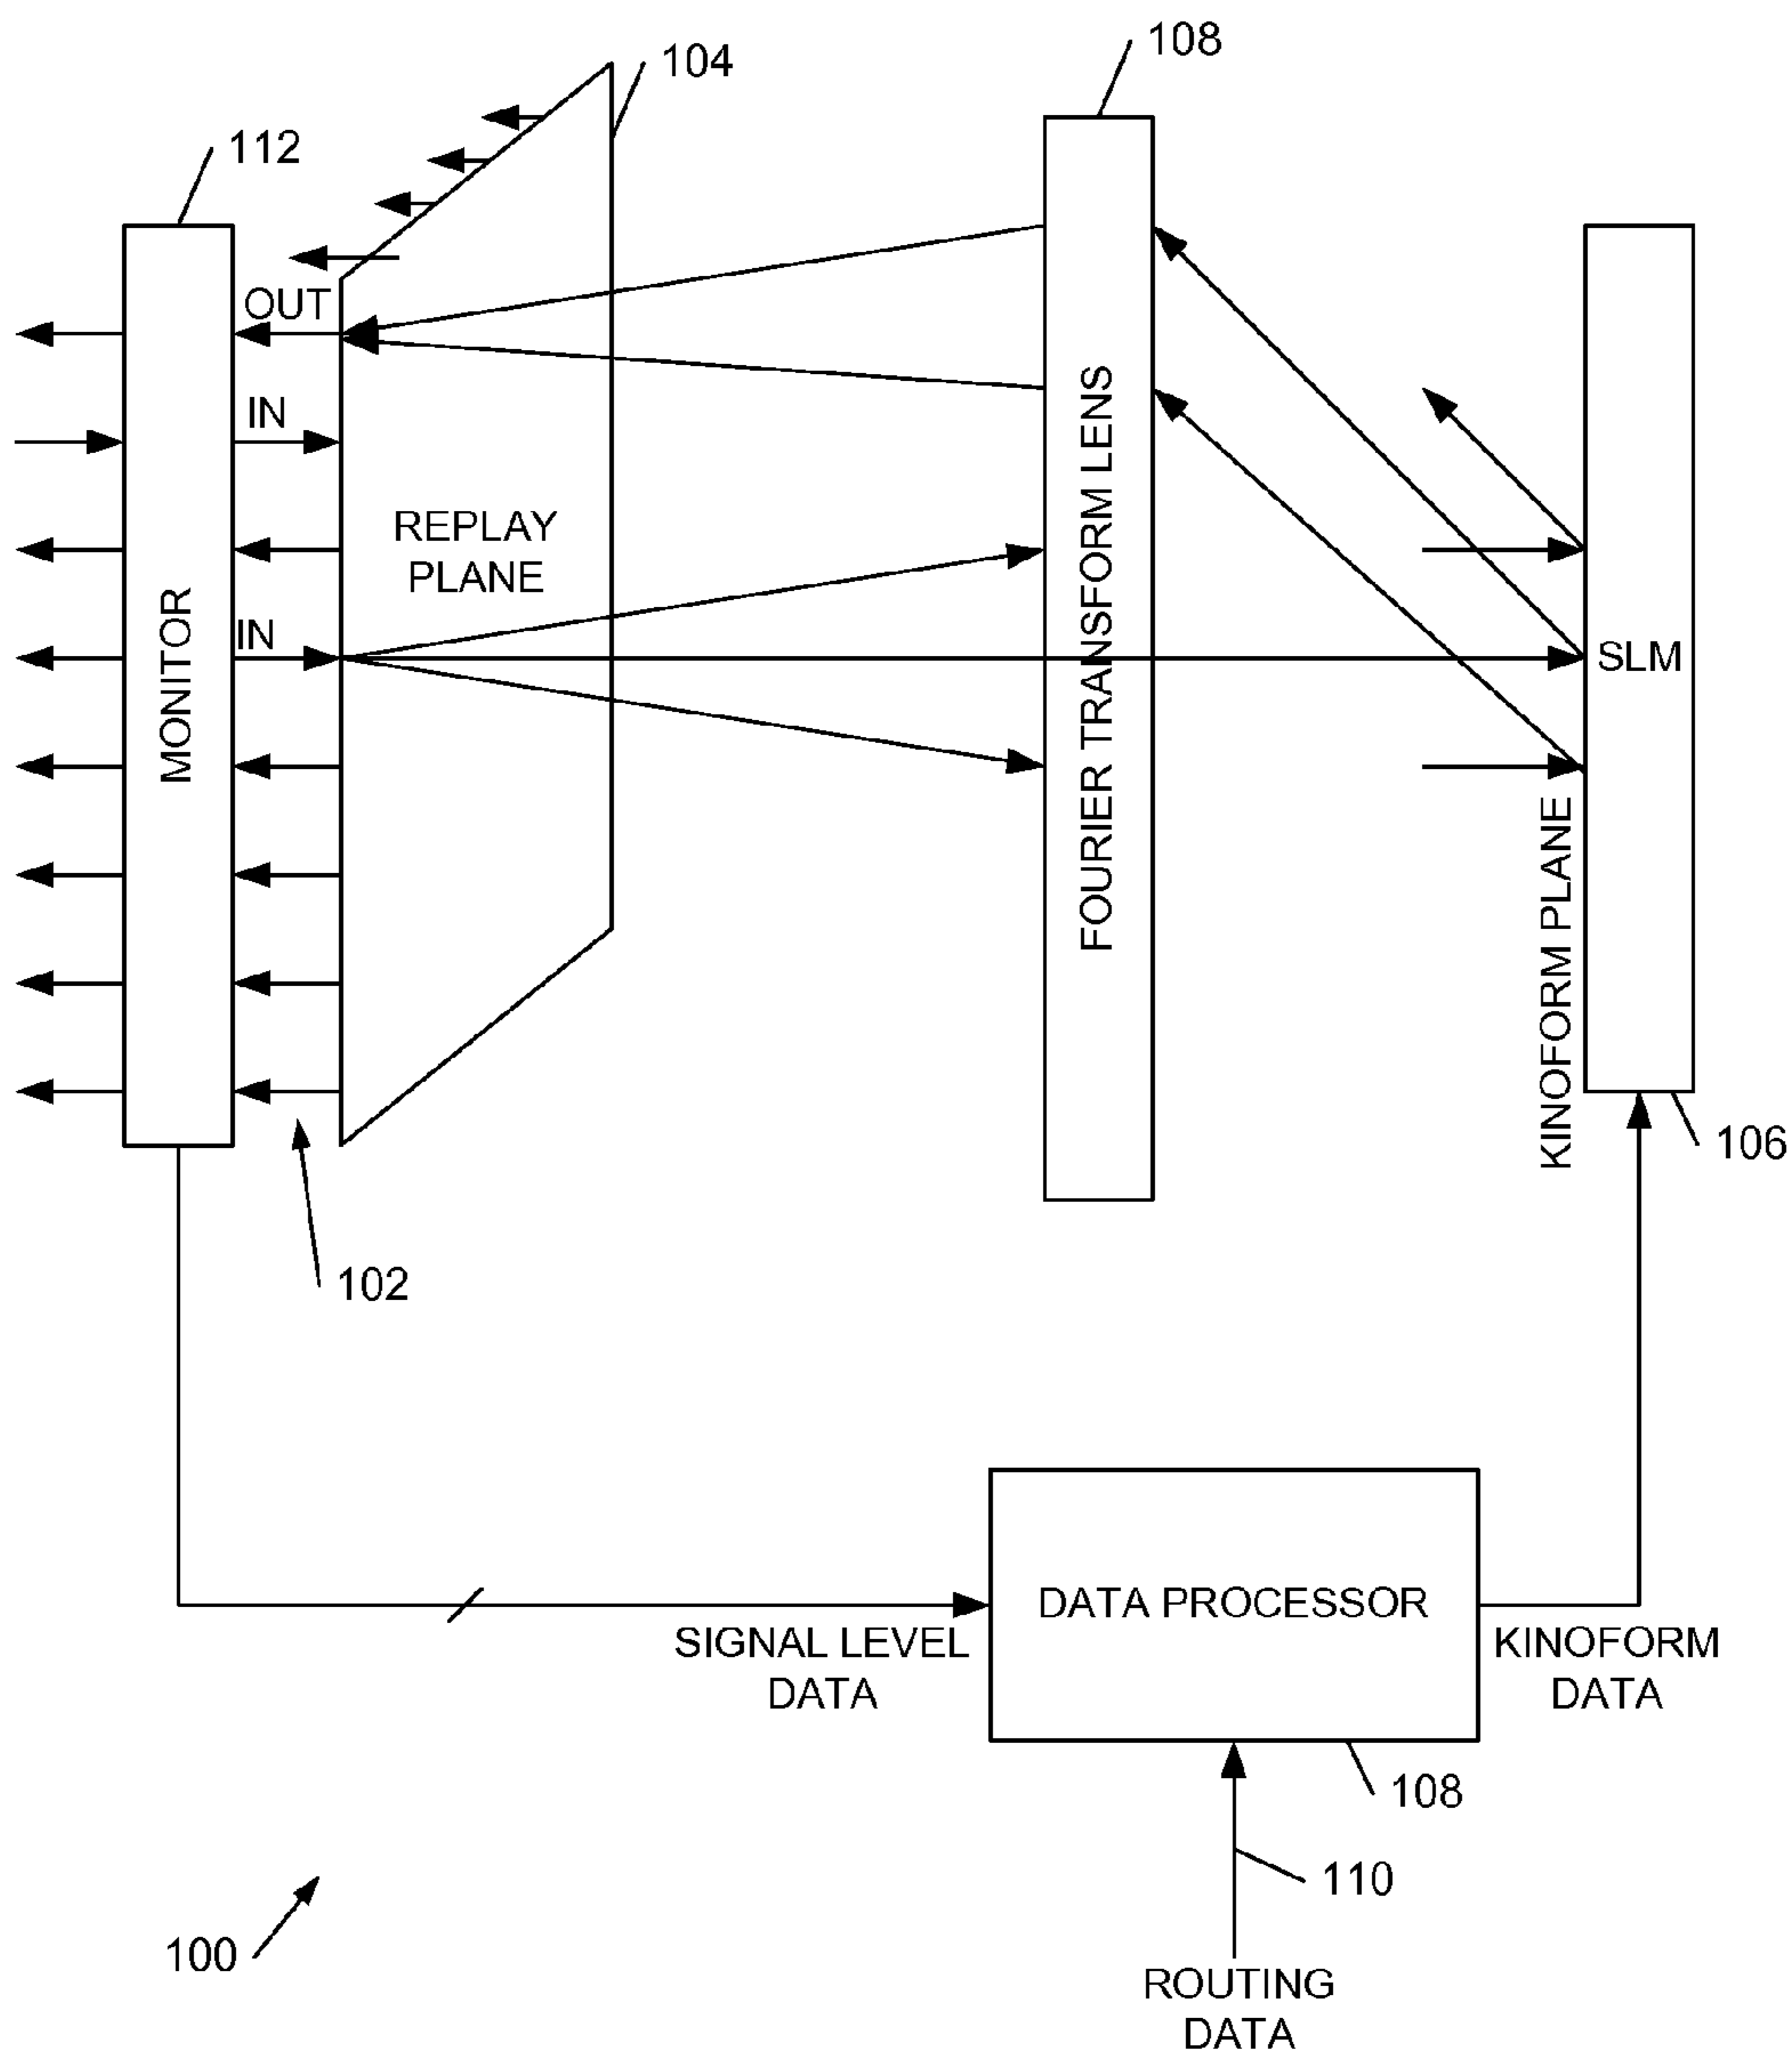 108
104
112
OUT
IN
REPLAY
PLANE
IN
MONITOR
FOURIER TRANSFORM LENS
SLM
KINOFORM PLANE
106
102
DATA PROCESSOR
SIGNAL LEVEL
DATA
KINOFORM
DATA
108
110
100
ROUTING
DATA